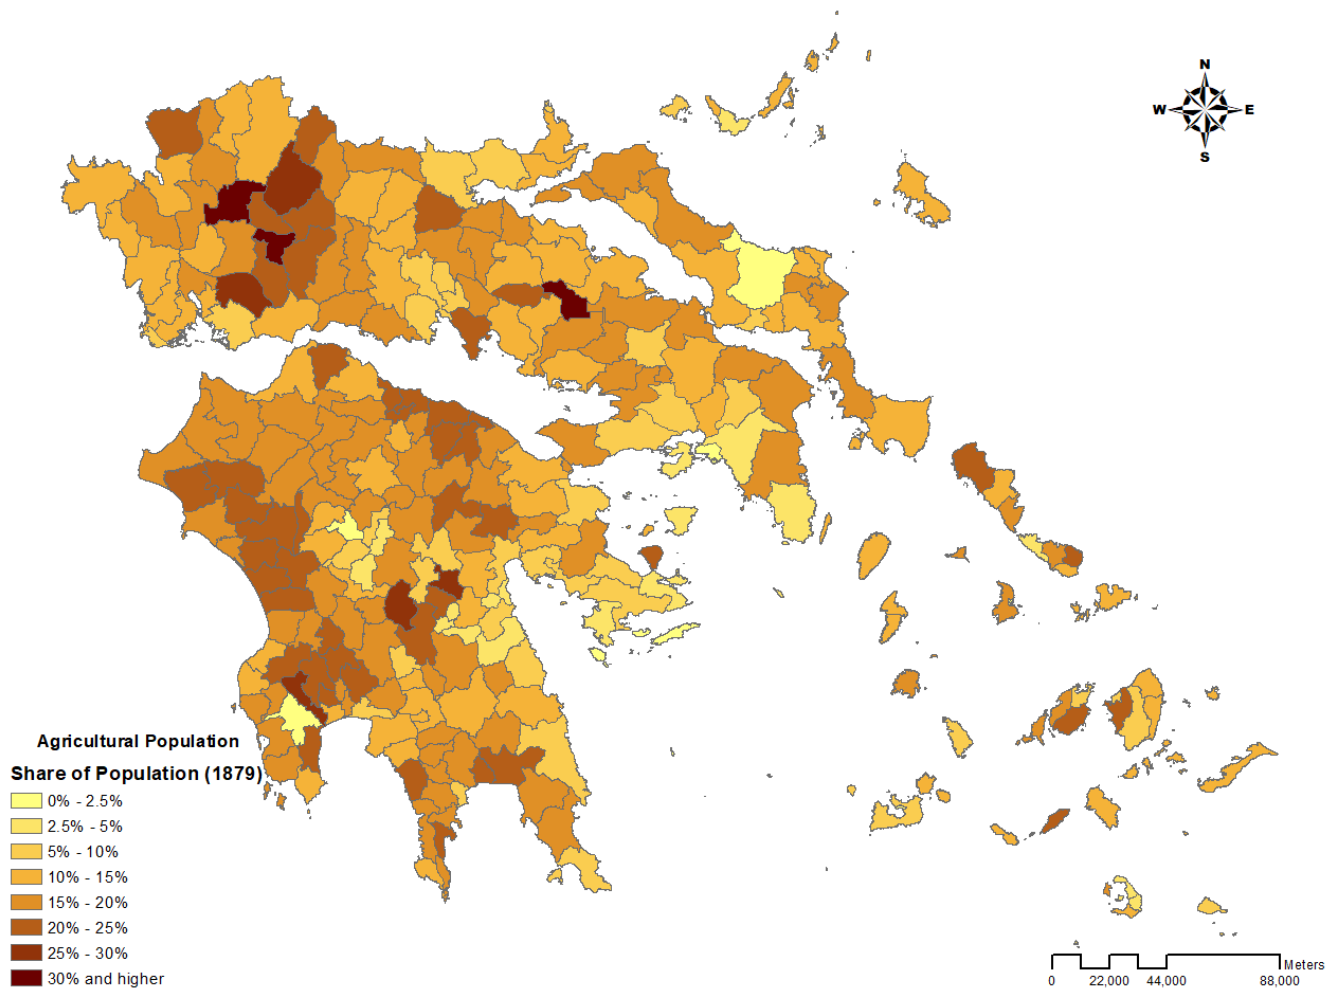 N
W E
S
Agricultural Population
Share of Population (1879)
0% - 2.5%
2.5% - 5%
5% - 10%
10% - 15%
15% - 20%
20% - 25%
25% - 30%
30% and higher
Meters
0 22,000 44,000 88,000